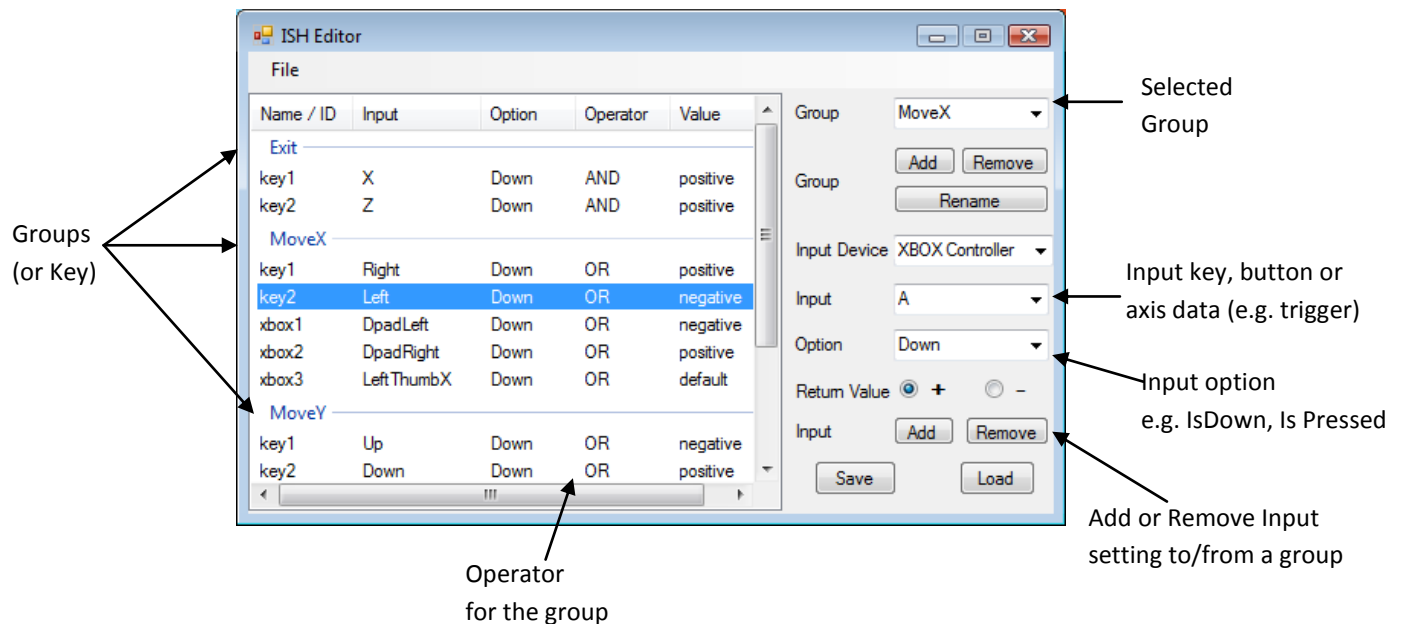 ISH Editor
File
Name / ID Input Option Operator Value
Exit
key1 X Down AND positive
key2 Z Down AND positive
MoveX
key1 Right Down OR positive
key2 Left Down OR negative
xbox1 DpadLeft Down OR negative
xbox2 DpadRight Down OR positive
xbox3 LeftThumbX Down OR default
MoveY
key1 Up Down OR negative
key2 Down Down OR positive
Group MoveX
Group Add Remove
Rename
Input Device XBOX Controller
Input A
Option Down
Return Value + -
Input Add Remove
Save Load
Groups
(or Key)
Selected
Group
Input key, button or
axis data (e.g. trigger)
Input option
e.g. IsDown, Is Pressed
Add or Remove Input
setting to/from a group
Operator
for the group